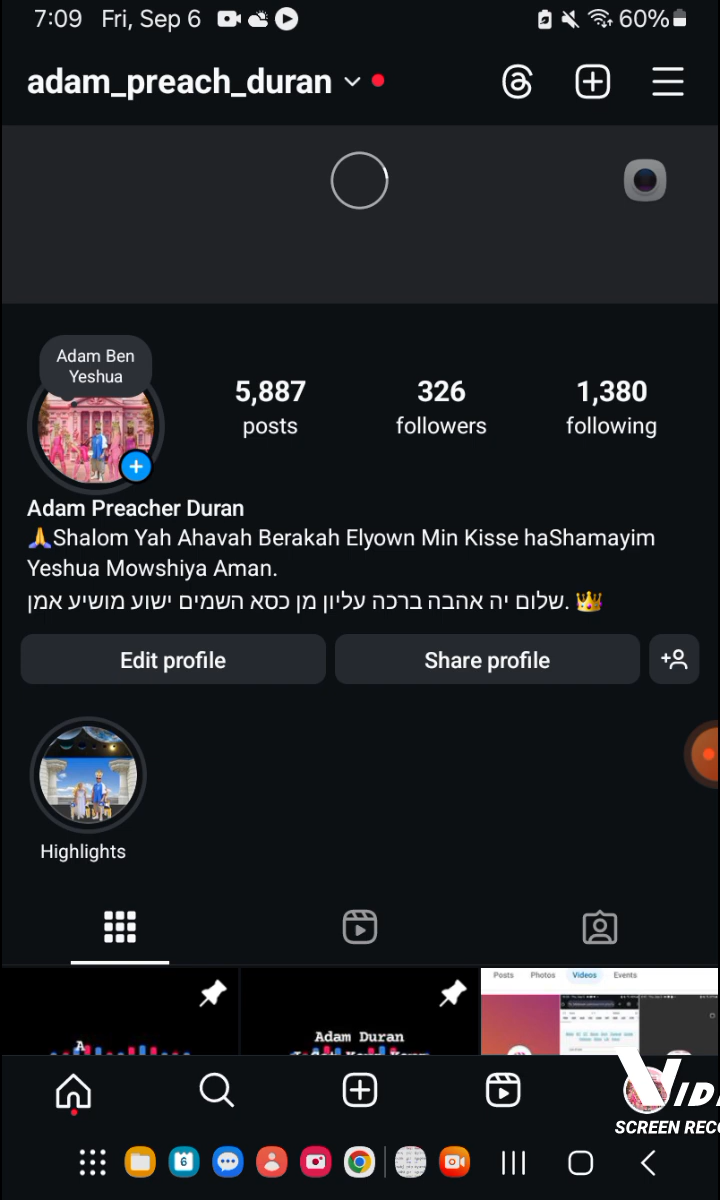 7:09 Fri, Sep 6 60%
adam_preach_duran
Adam Ben
Yeshua
5,887 326 1,380
posts followers following
Adam Preacher Duran
🙏Shalom Yah Ahavah Berakah Elyown Min Kisse haShamayim
Yeshua Mowshiya Aman.
שלום יה אהבה ברכה עליון מן כסא השמים ישוע מושיע אמן. 👑
Edit profile Share profile
Highlights
Posts Photos Videos Events
Adam Duran
6
SCREEN REC